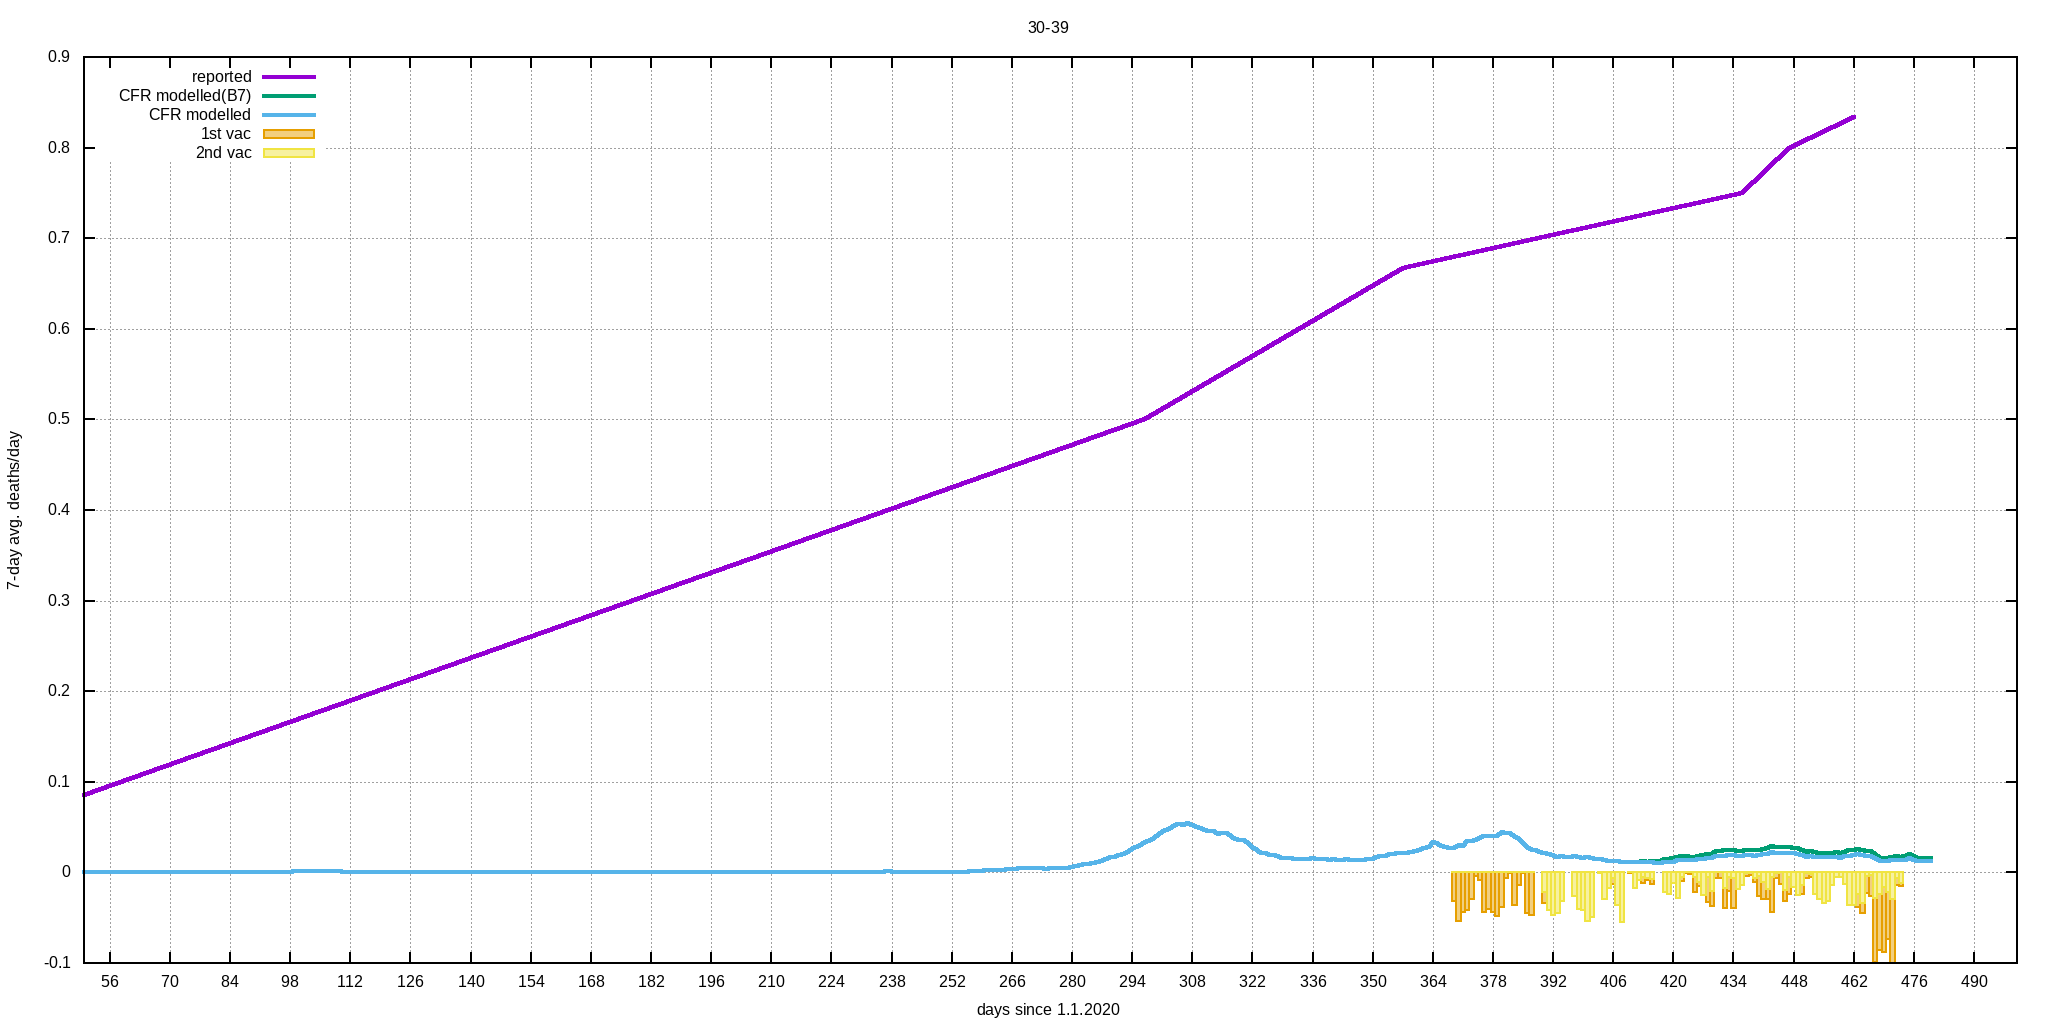 30-39
0.9
0.8
0.7
0.6
0.5
0.4
0.3
0.2
0.1
0
-0.1
reported
CFR modelled(B7)
CFR modelled
1st vac
2nd vac
7-day avg. deaths/day
56 70 84 98 112 126 140 154 168 182 196 210 224 238 252 266 280 294 308 322 336 350 364 378 392 406 420 434 448 462 476 490
days since 1.1.2020